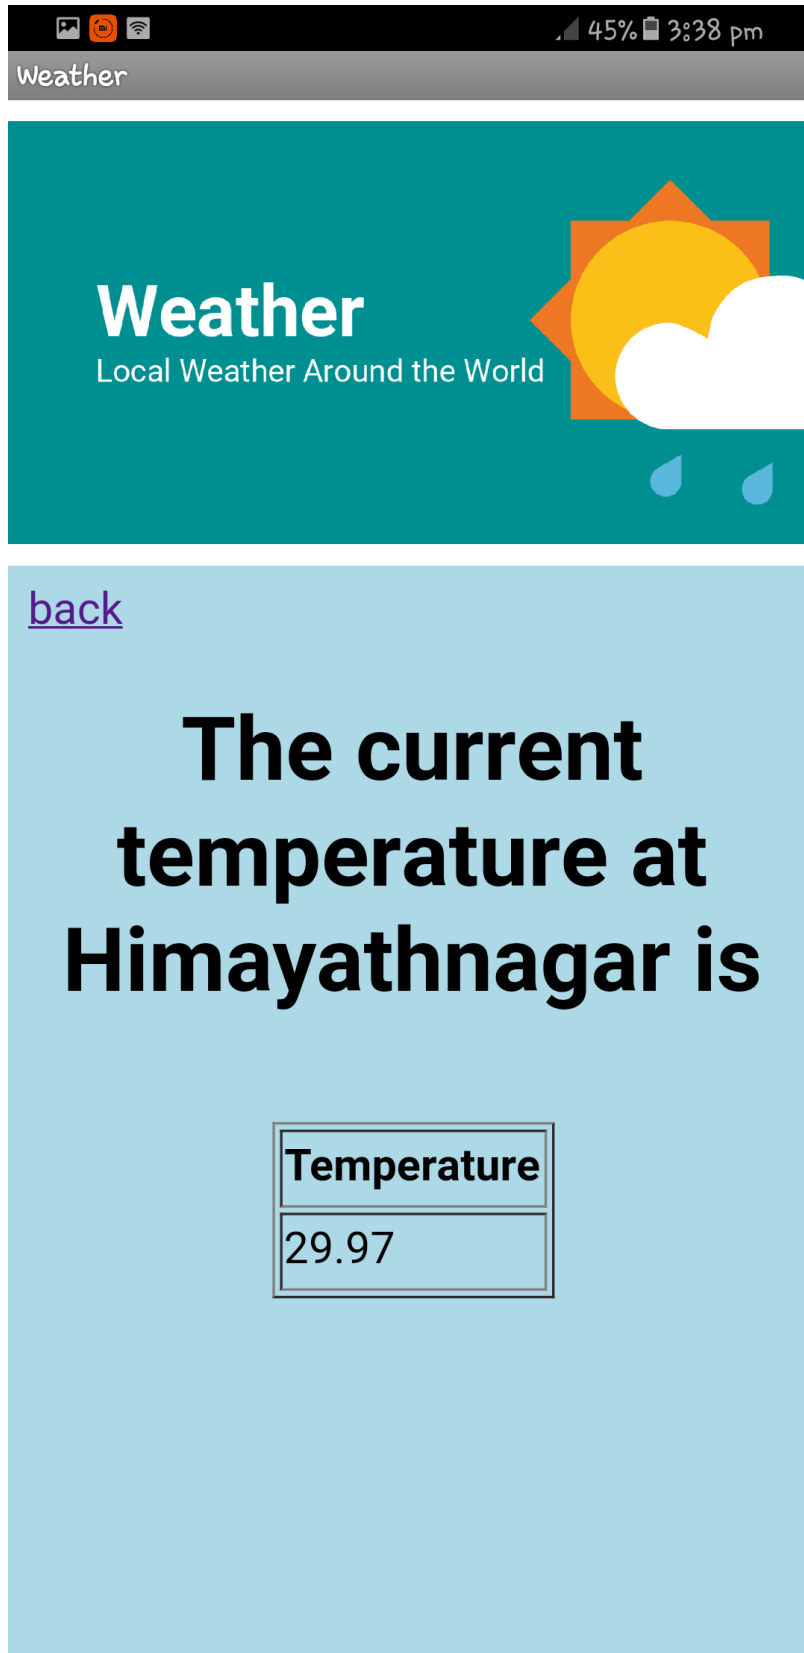 45% 3:38 pm
Weather
Weather
Local Weather Around the World
back
The current
temperature at
Himayathnagar is
Temperature
29.97